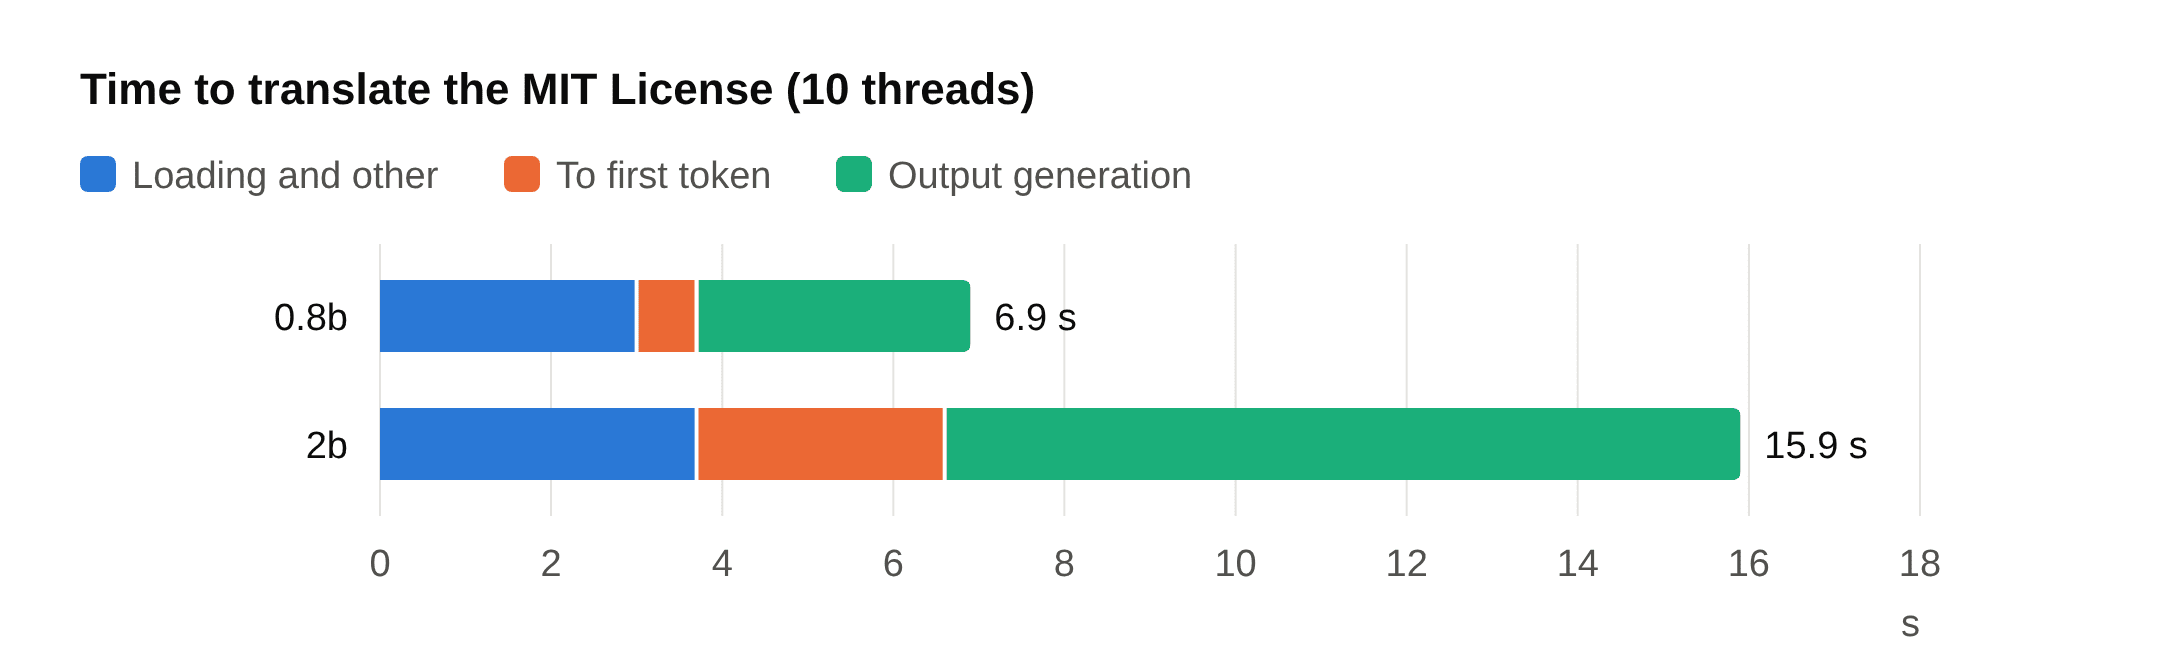 Time to translate the MIT License (10 threads)
Loading and other To first token Output generation
0.8b 6.9 s
2b 15.9 s
0 2 4 6 8 10 12 14 16 18
s